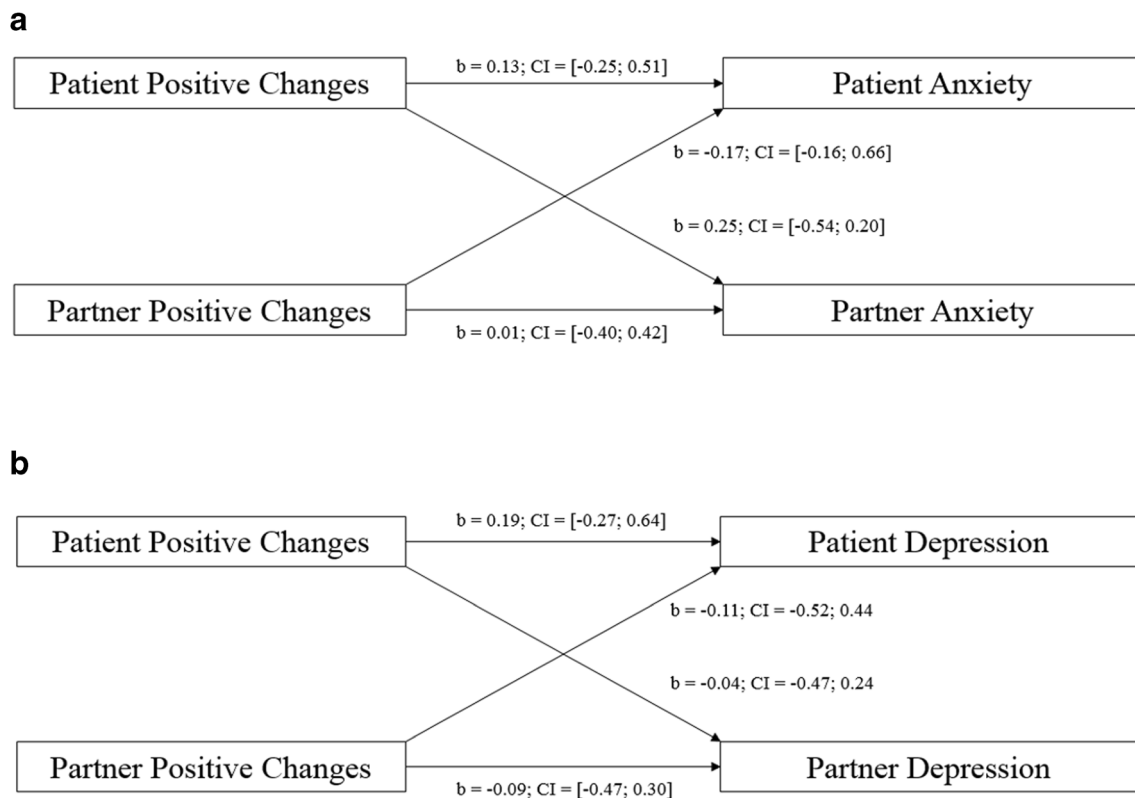 a
Patient Positive Changes
b = 0.13; CI = [-0.25; 0.51]
Patient Anxiety
b = -0.17; CI = [-0.16; 0.66]
b = 0.25; CI = [-0.54; 0.20]
Partner Positive Changes
b = 0.01; CI = [-0.40; 0.42]
Partner Anxiety
b
Patient Positive Changes
b = 0.19; CI = [-0.27; 0.64]
Patient Depression
b = -0.11; CI = -0.52; 0.44
b = -0.04; CI = -0.47; 0.24
Partner Positive Changes
b = -0.09; CI = [-0.47; 0.30]
Partner Depression